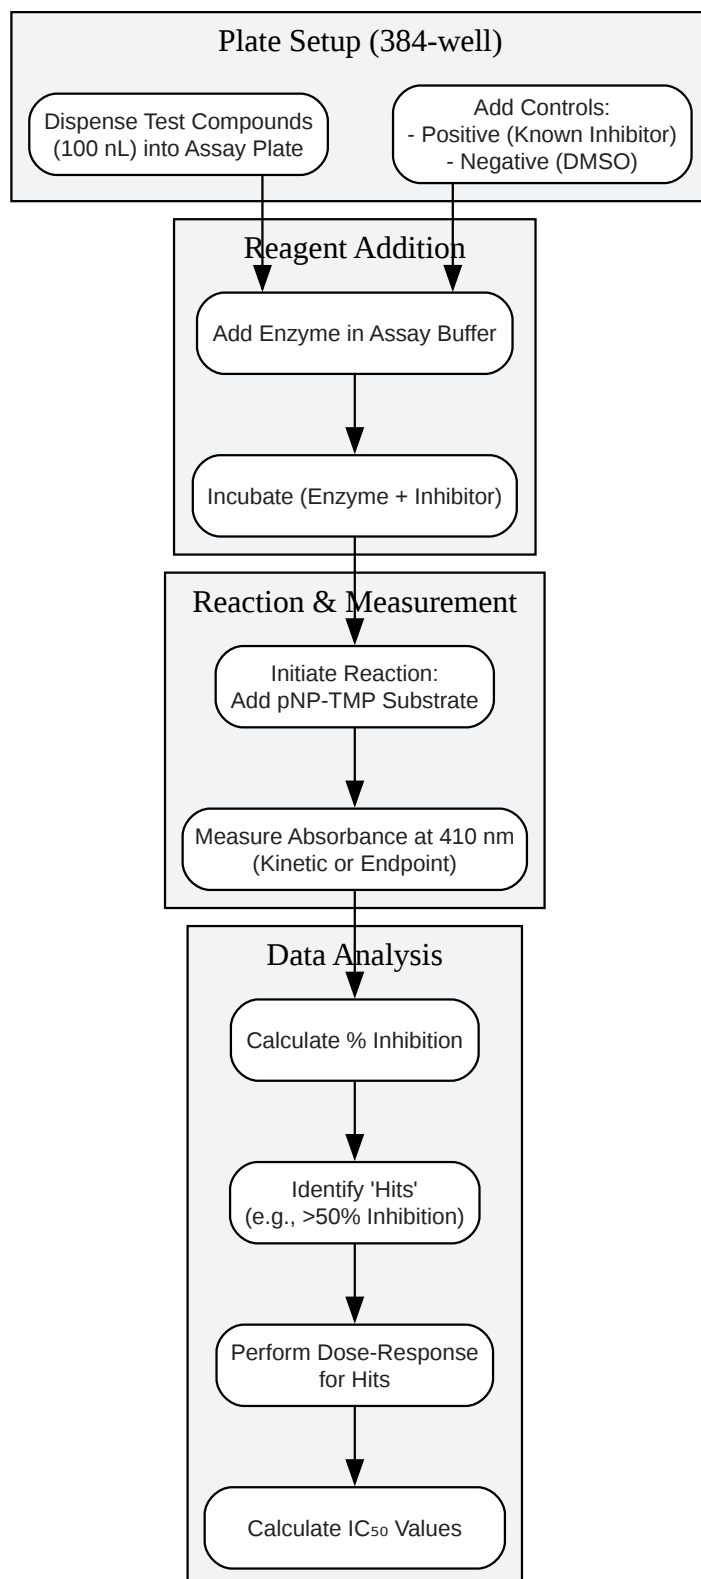 Plate Setup (384-well)
Dispense Test Compounds
(100 nL) into Assay Plate
Add Controls:
- Positive (Known Inhibitor)
- Negative (DMSO)
Reagent Addition
Add Enzyme in Assay Buffer
Incubate (Enzyme + Inhibitor)
Reaction & Measurement
Initiate Reaction:
Add pNP-TMP Substrate
Measure Absorbance at 410 nm
(Kinetic or Endpoint)
Data Analysis
Calculate % Inhibition
Identify 'Hits'
(e.g., >50% Inhibition)
Perform Dose-Response
for Hits
Calculate IC₅₀ Values